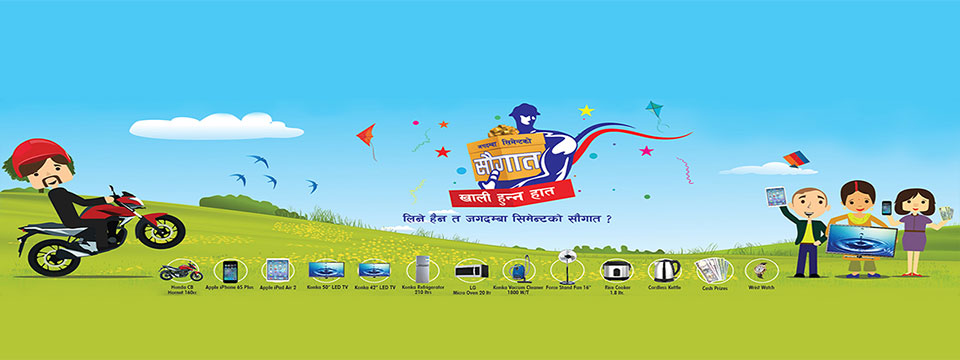 जगदम्बा सिमेन्टको
सौगात
खाली हुन्न हात
लिने हैन त जगदम्बा सिमेन्टको सौगात ?
Honda CB
Hornet 160cc
Apple iPhone 6S Plus
Apple iPad Air 2
Konka 50" LED TV
Konka 42" LED TV
Konka Refrigerator
210 ltrs
LG
Micro Oven 20 ltr
Konka Vacuum Cleaner
1800 W/T
Force Stand Fan 16"
Rice Cooker
1.8 ltr.
Cordless Kettle
Cash Prizes
Wrist Watch